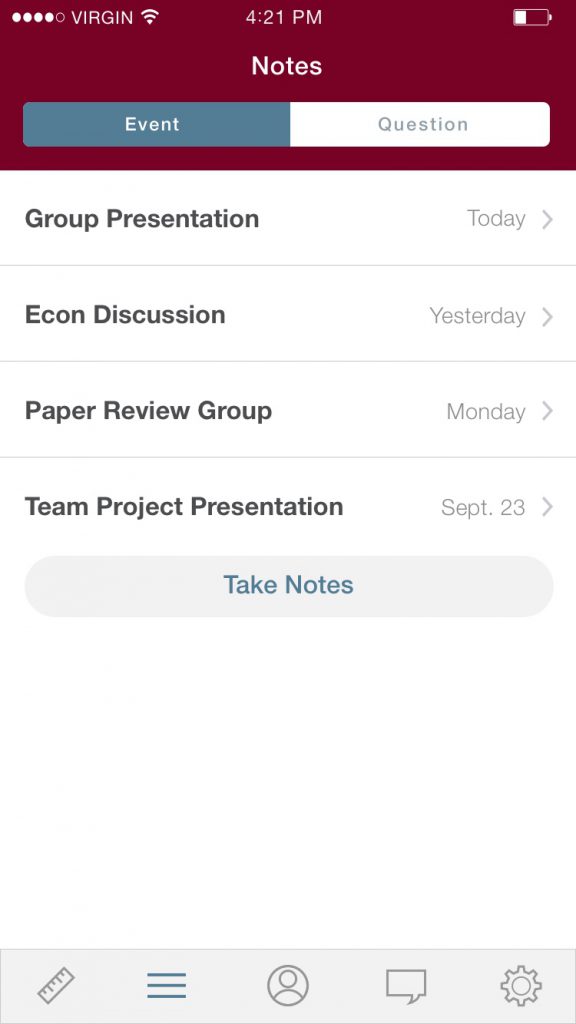 VIRGIN 4:21 PM
Notes
Event Question
Group Presentation Today
Econ Discussion Yesterday
Paper Review Group Monday
Team Project Presentation Sept. 23
Take Notes